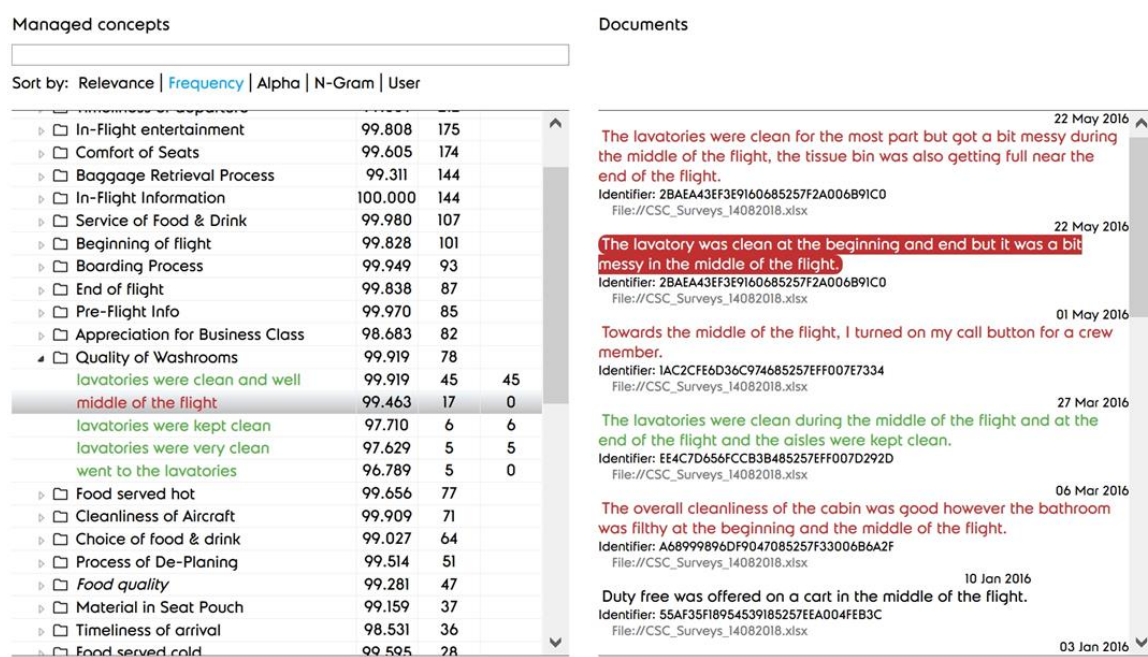 Managed concepts
Sort by: Relevance | Frequency | Alpha | N-Gram | User
In-Flight entertainment 99.808 175
Comfort of Seats 99.605 174
Baggage Retrieval Process 99.311 144
In-Flight Information 100.000 144
Service of Food & Drink 99.980 107
Beginning of flight 99.828 101
Boarding Process 99.949 93
End of flight 99.838 87
Pre-Flight Info 99.970 85
Appreciation for Business Class 98.683 82
Quality of Washrooms 99.919 78
lavatories were clean and well 99.919 45 45
middle of the flight 99.463 17 0
lavatories were kept clean 97.710 6 6
lavatories were very clean 97.629 5 5
went to the lavatories 96.789 5 0
Food served hot 99.656 77
Cleanliness of Aircraft 99.909 71
Choice of food & drink 99.027 64
Process of De-Planing 99.514 51
Food quality 99.281 47
Material in Seat Pouch 99.159 37
Timeliness of arrival 98.531 36
Food served cold 99.595 28
Documents
22 May 2016
The lavatories were clean for the most part but got a bit messy during
the middle of the flight, the tissue bin was also getting full near the
end of the flight.
Identifier: 2BAEA43EF3E9160685257F2A006B91C0
File://CSC_Surveys_14082018.xlsx
22 May 2016
The lavatory was clean at the beginning and end but it was a bit
messy in the middle of the flight.
Identifier: 2BAEA43EF3E9160685257F2A006B91C0
File://CSC_Surveys_14082018.xlsx
01 May 2016
Towards the middle of the flight, I turned on my call button for a crew
member.
Identifier: 1AC2CFE6D36C974685257EFF007E7334
File://CSC_Surveys_14082018.xlsx
27 Mar 2016
The lavatories were clean during the middle of the flight and at the
end of the flight and the aisles were kept clean.
Identifier: EE4C7D656FCCB3B485257EFF007D292D
File://CSC_Surveys_14082018.xlsx
06 Mar 2016
The overall cleanliness of the cabin was good however the bathroom
was filthy at the beginning and the middle of the flight.
Identifier: A68999896DF9047085257F33006B6A2F
File://CSC_Surveys_14082018.xlsx
10 Jan 2016
Duty free was offered on a cart in the middle of the flight.
Identifier: 55AF35F18954539185257EEA004FEB3C
File://CSC_Surveys_14082018.xlsx
03 Jan 2016